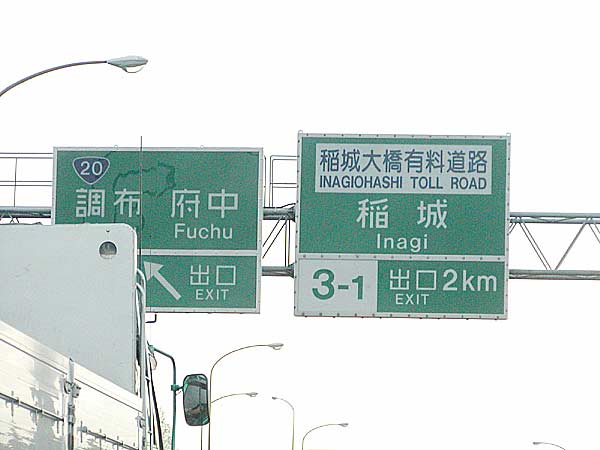 20
調布 府中
Fuchu
出口
EXIT
稲城大橋有料道路
INAGIOHASHI TOLL ROAD
稲城
Inagi
3-1
出口2km
EXIT